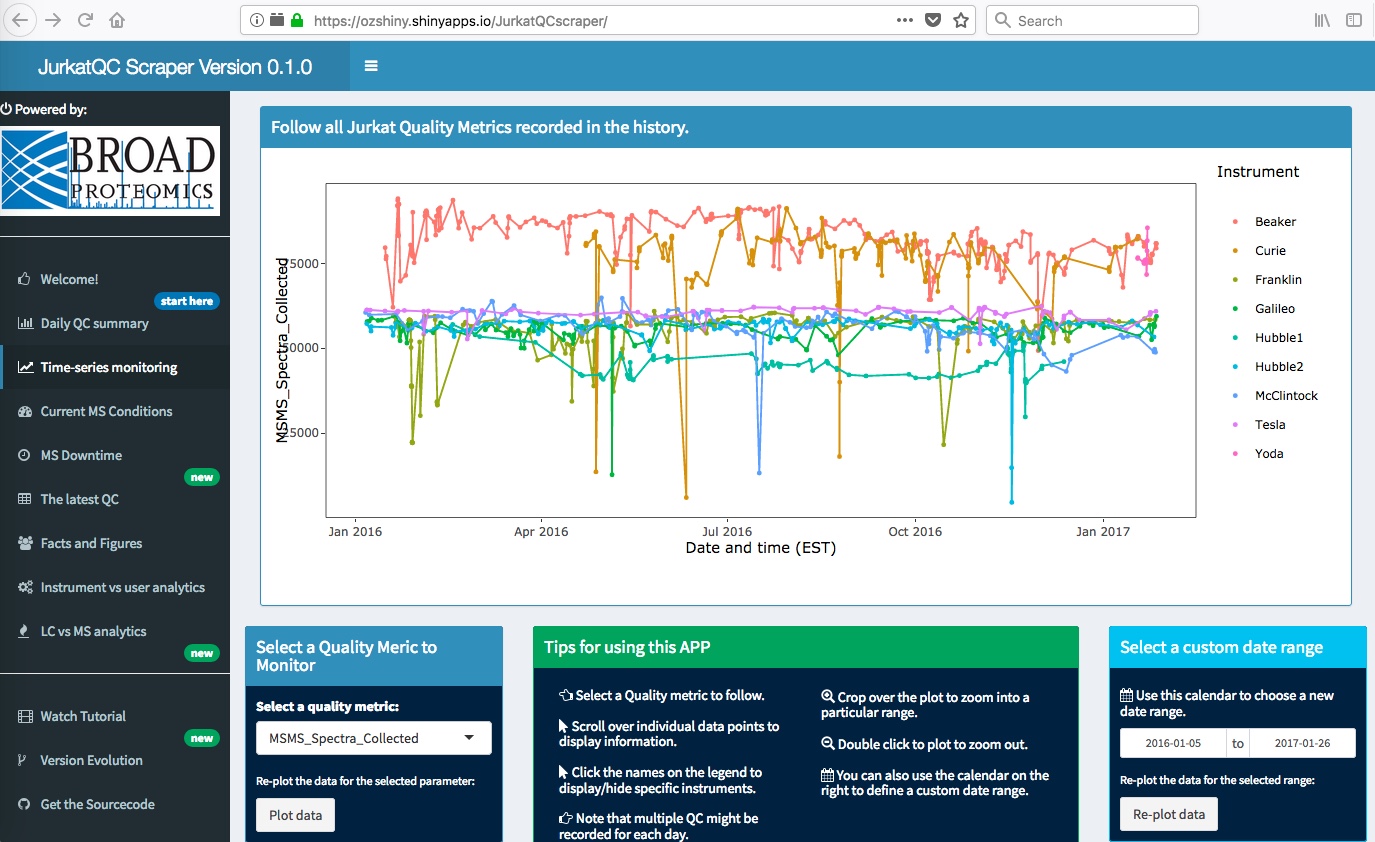 https://ozshiny.shinyapps.io/JurkatQCscraper/
Search
JurkatQC Scraper Version 0.1.0
Powered by:
BROAD
PROTEOMICS
Welcome!
start here
Daily QC summary
Time-series monitoring
Current MS Conditions
MS Downtime
new
The latest QC
Facts and Figures
Instrument vs user analytics
LC vs MS analytics
new
Watch Tutorial
new
Version Evolution
Get the Sourcecode
Follow all Jurkat Quality Metrics recorded in the history.
MSMS_Spectra_Collected
75000
50000
25000
Jan 2016
Apr 2016
Jul 2016
Oct 2016
Jan 2017
Date and time (EST)
Instrument
Beaker
Curie
Franklin
Galileo
Hubble1
Hubble2
McClintock
Tesla
Yoda
Select a Quality Meric to
Monitor
Select a quality metric:
MSMS_Spectra_Collected
Re-plot the data for the selected parameter:
Plot data
Tips for using this APP
Select a Quality metric to follow.
Scroll over individual data points to
display information.
Click the names on the legend to
display/hide specific instruments.
Note that multiple QC might be
recorded for each day.
Crop over the plot to zoom into a
particular range.
Double click to plot to zoom out.
You can also use the calendar on the
right to define a custom date range.
Select a custom date range
Use this calendar to choose a new
date range.
2016-01-05 to 2017-01-26
Re-plot the data for the selected range:
Re-plot data